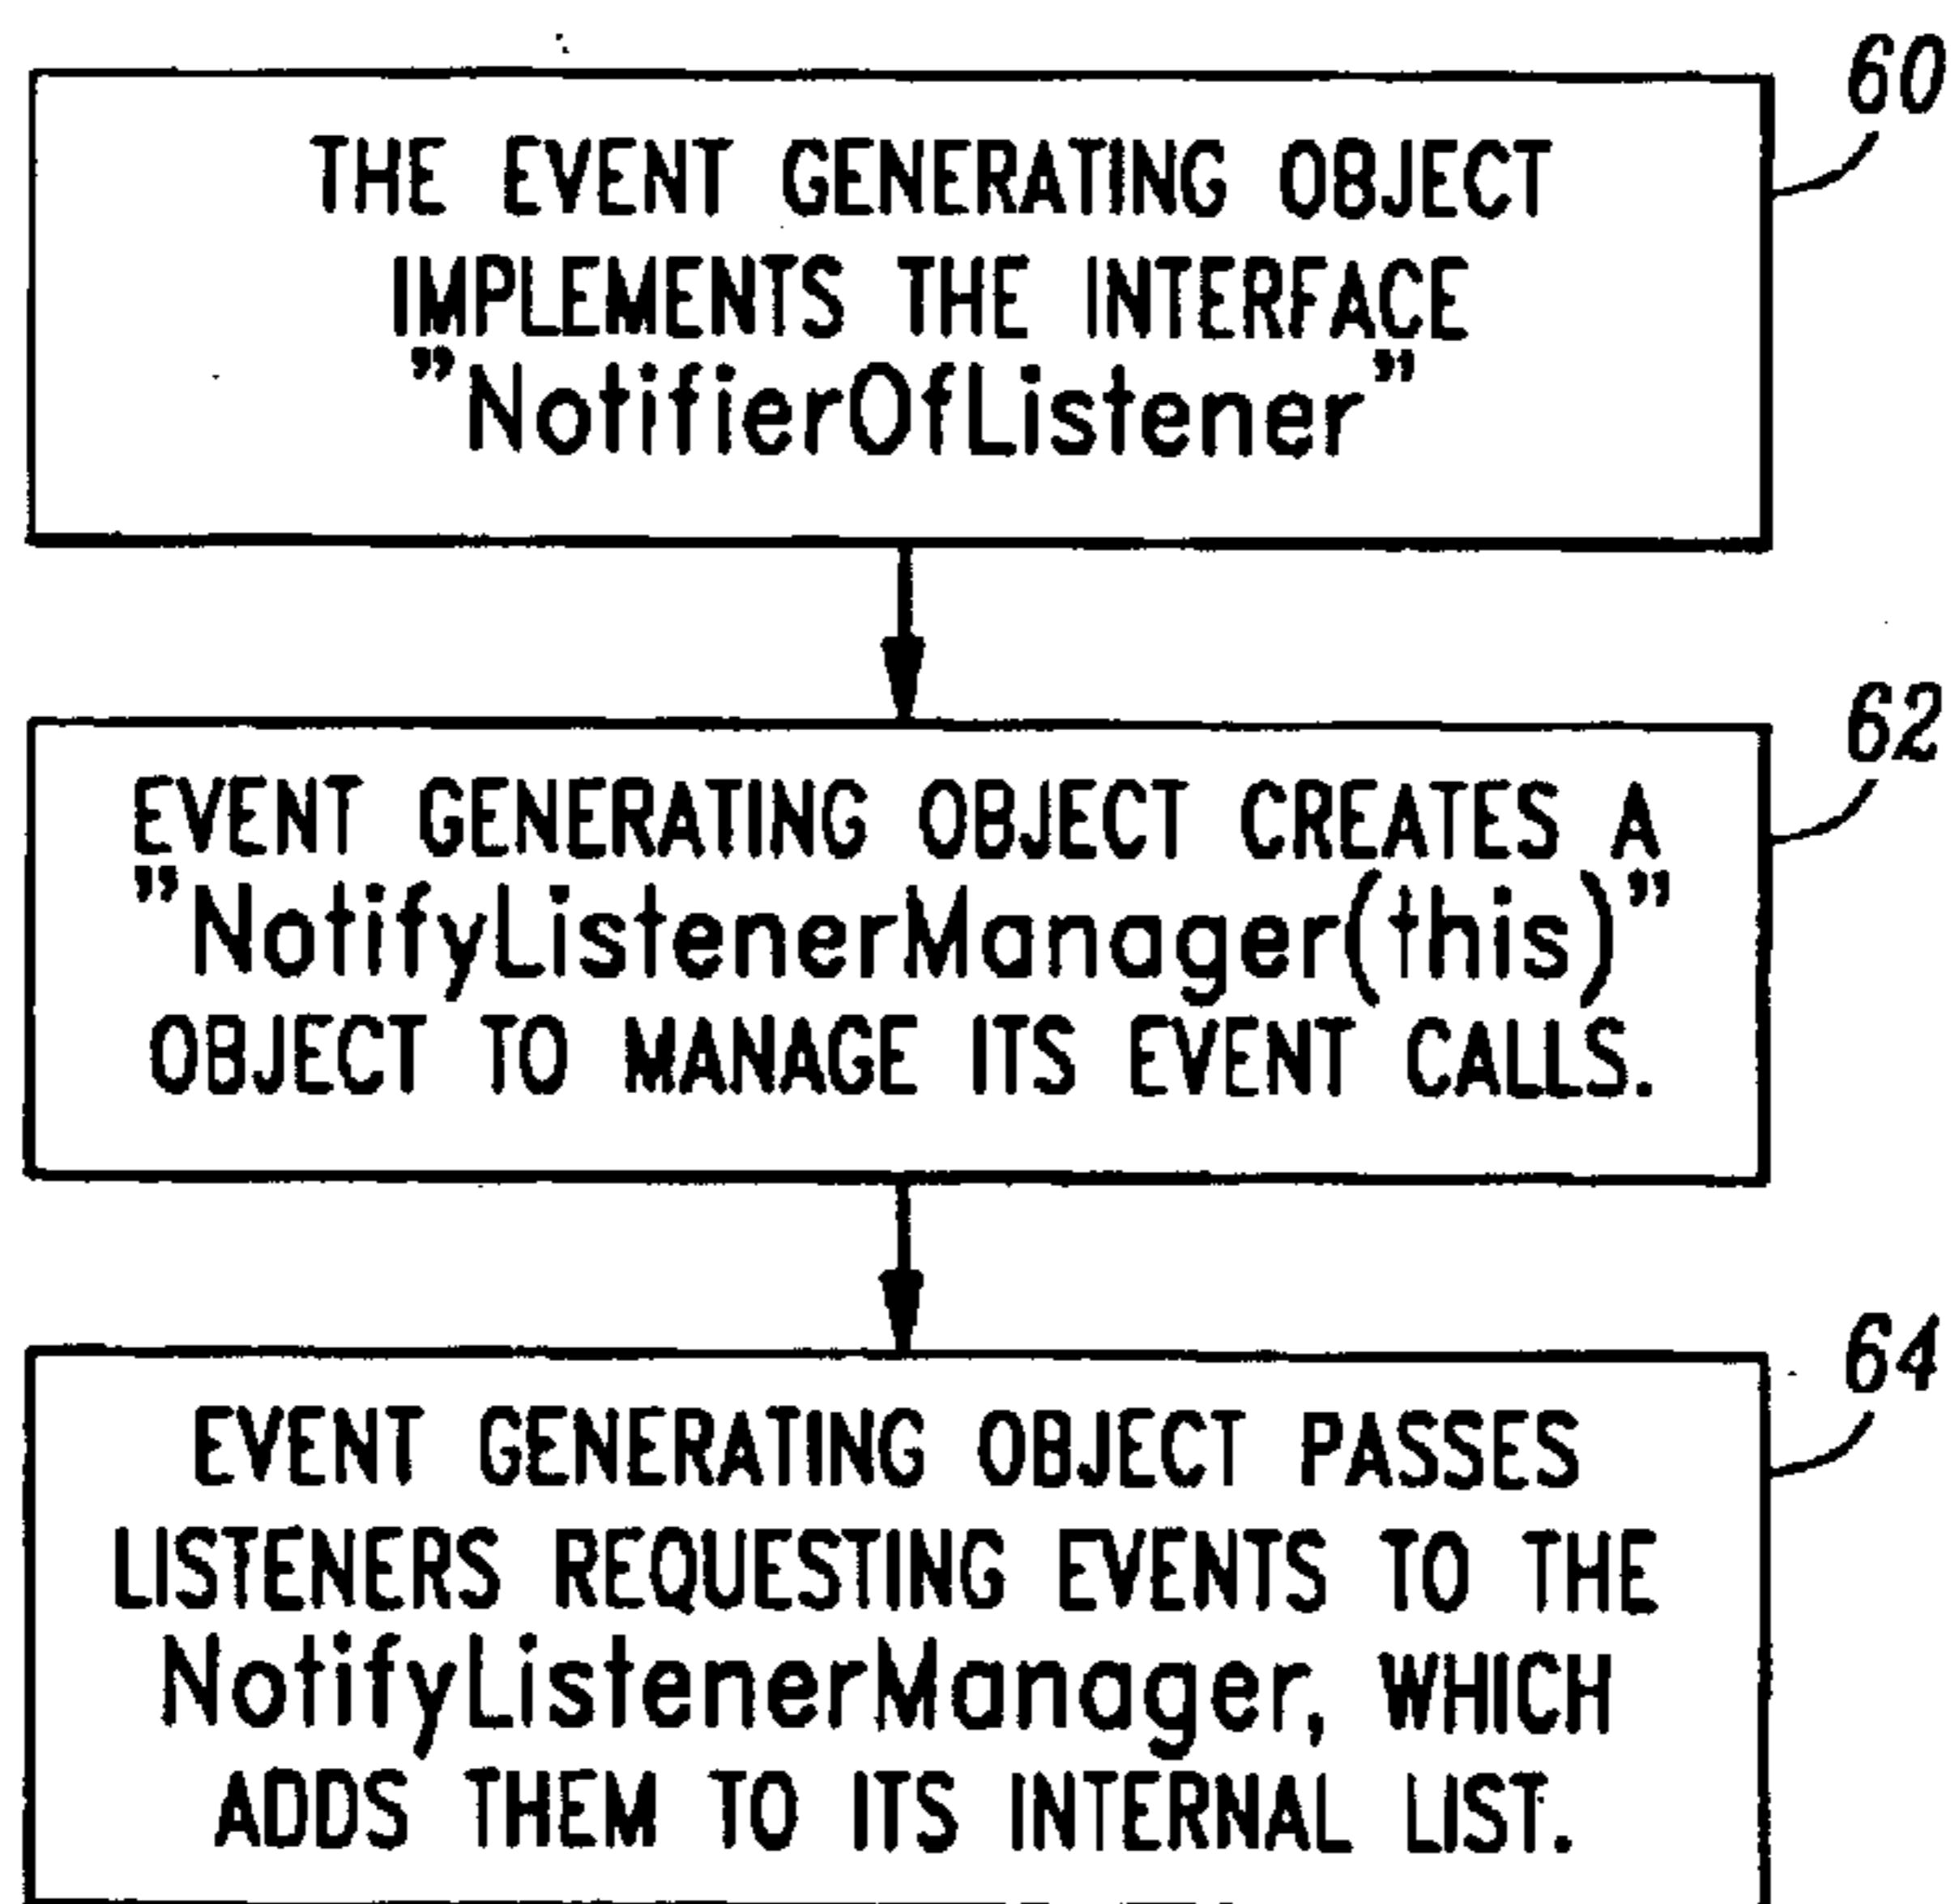 60
THE EVENT GENERATING OBJECT
IMPLEMENTS THE INTERFACE
"NotifierOfListener"
62
EVENT GENERATING OBJECT CREATES A
"NotifyListenerManager(this)"
OBJECT TO MANAGE ITS EVENT CALLS.
64
EVENT GENERATING OBJECT PASSES
LISTENERS REQUESTING EVENTS TO THE
NotifyListenerManager, WHICH
ADDS THEM TO ITS INTERNAL LIST.